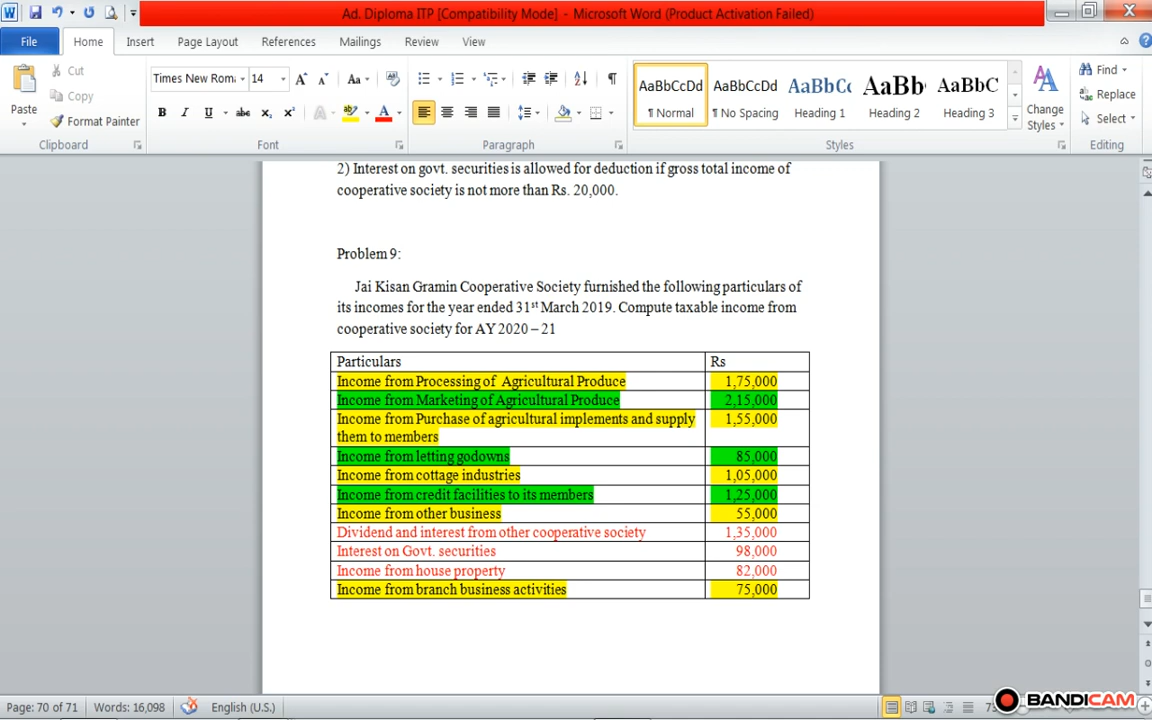 Ad. Diploma ITP [Compatibility Mode] - Microsoft Word (Product Activation Failed)
File Home Insert Page Layout References Mailings Review View
Paste
Cut
Copy
Format Painter
Clipboard
Times New Rom 14
Font
Paragraph
AaBbCcDd AaBbCcDd AaBbCc AaBb AaBbC
¶ Normal ¶ No Spacing Heading 1 Heading 2 Heading 3
Change Styles
Styles
Find
Replace
Select
Editing
2) Interest on govt. securities is allowed for deduction if gross total income of
cooperative society is not more than Rs. 20,000.
Problem 9:
Jai Kisan Gramin Cooperative Society furnished the following particulars of
its incomes for the year ended 31st March 2019. Compute taxable income from
cooperative society for AY 2020 – 21
Particulars Rs
Income from Processing of Agricultural Produce 1,75,000
Income from Marketing of Agricultural Produce 2,15,000
Income from Purchase of agricultural implements and supply 1,55,000
them to members
Income from letting godowns 85,000
Income from cottage industries 1,05,000
Income from credit facilities to its members 1,25,000
Income from other business 55,000
Dividend and interest from other cooperative society 1,35,000
Interest on Govt. securities 98,000
Income from house property 82,000
Income from branch business activities 75,000
Page: 70 of 71 Words: 16,098 English (U.S.)
BANDICAM